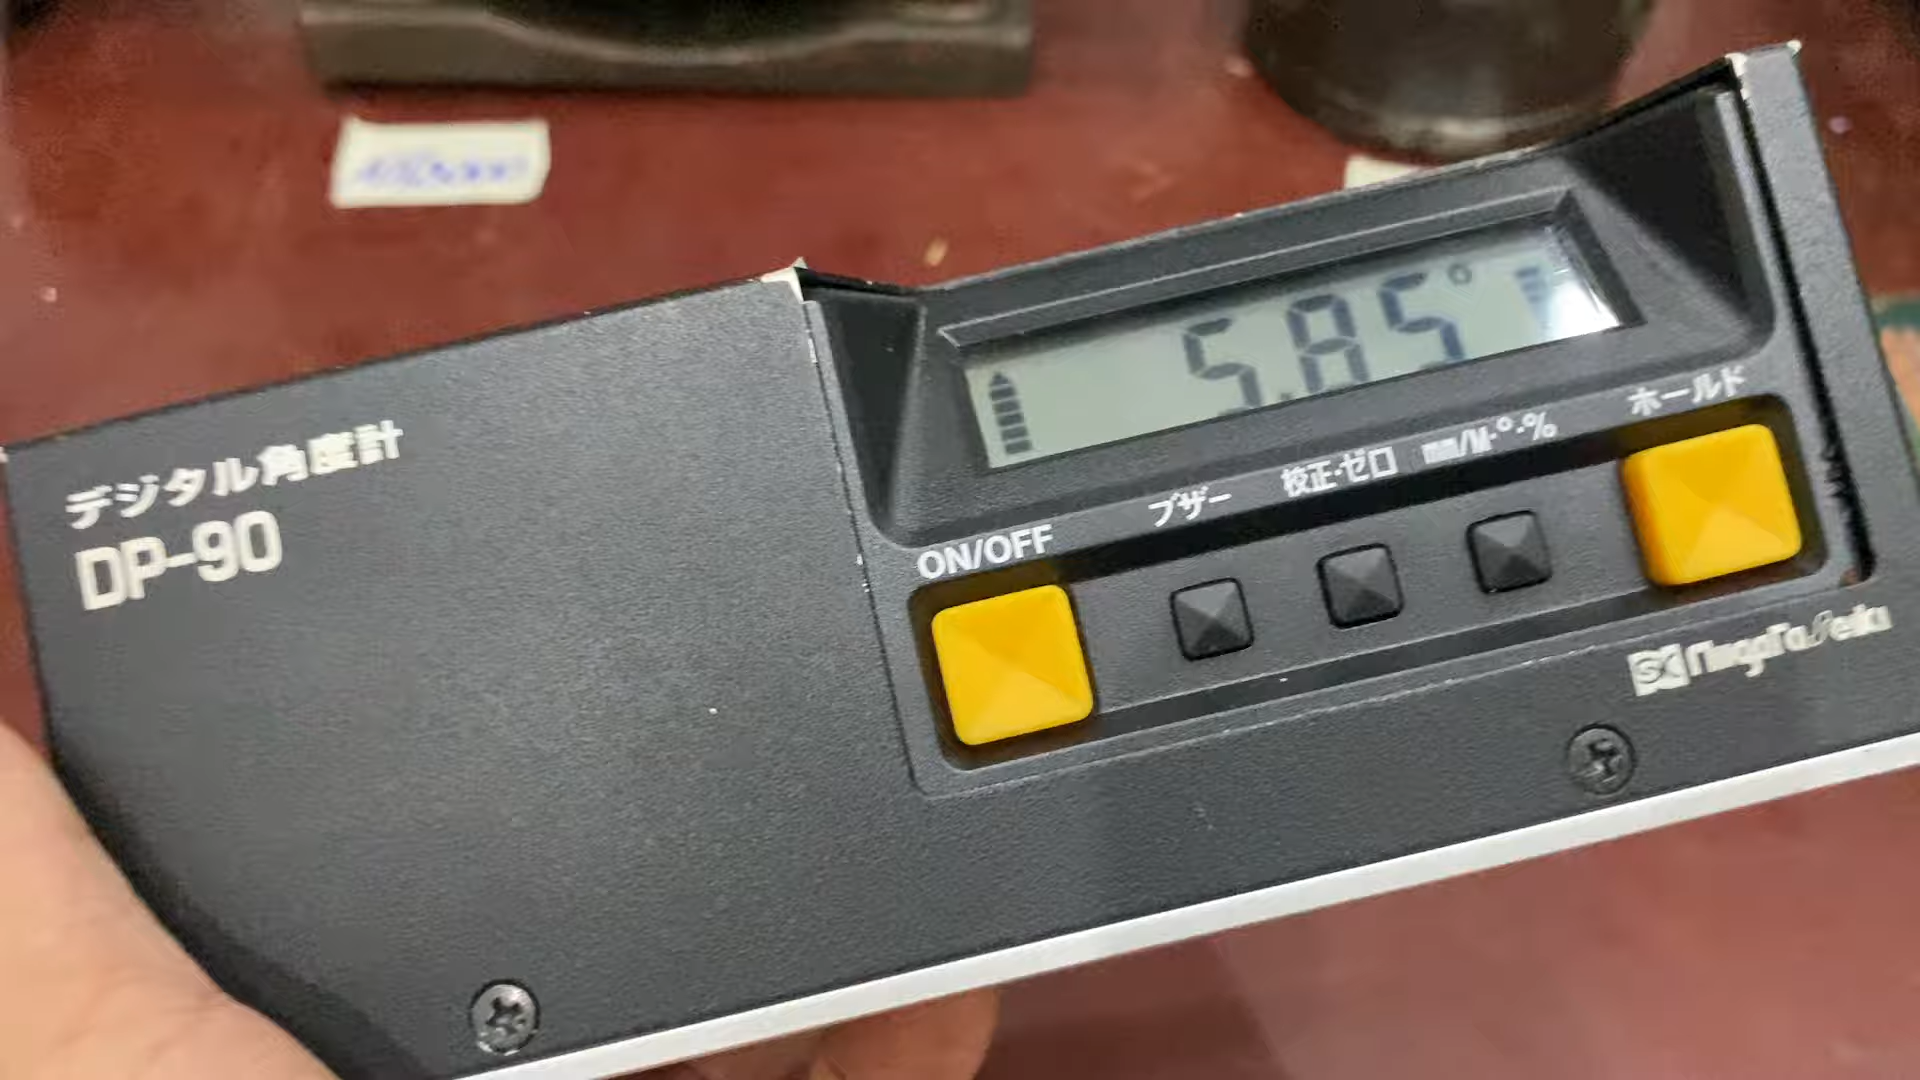 5.85°
デジタル角度計
DP-90
ON/OFF
ブザー
校正・ゼロ
mm/M・°・%
ホールド
SK NiigataSeiki